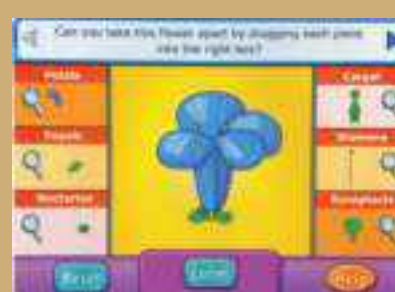 Can you take this flower apart by dragging each piece
into the right box?
Petals
Carpel
Sepals
Stamens
Nectaries
Receptacle
Reset
Help